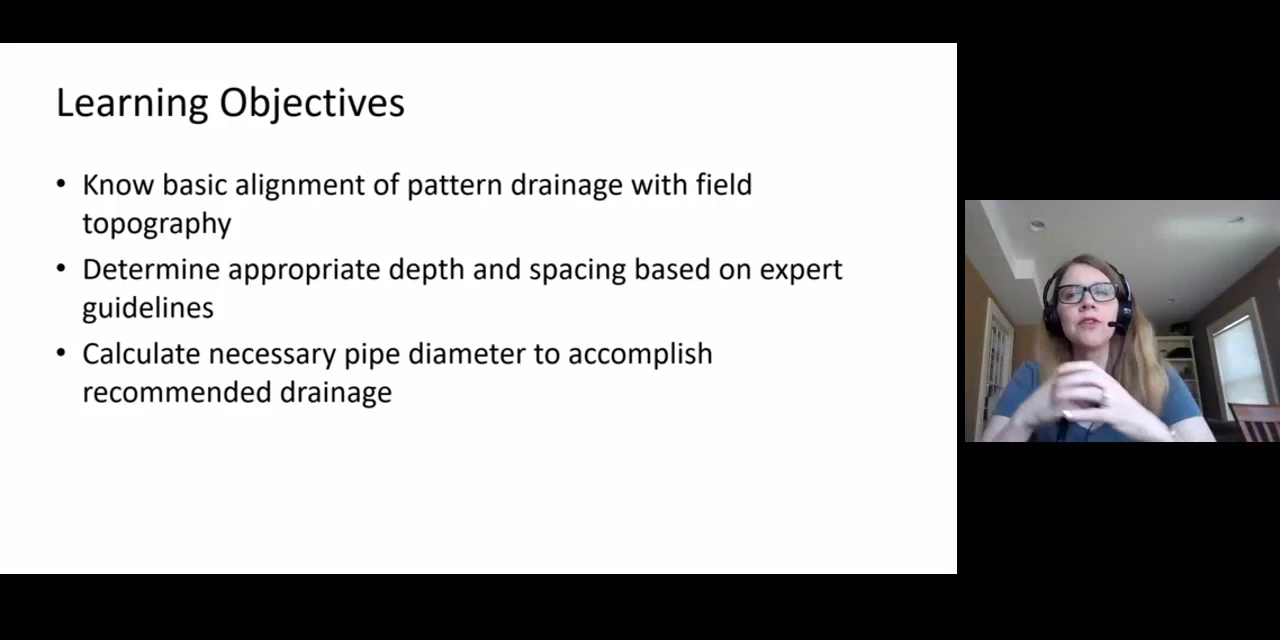 Learning Objectives
• Know basic alignment of pattern drainage with field
topography
• Determine appropriate depth and spacing based on expert
guidelines
• Calculate necessary pipe diameter to accomplish
recommended drainage